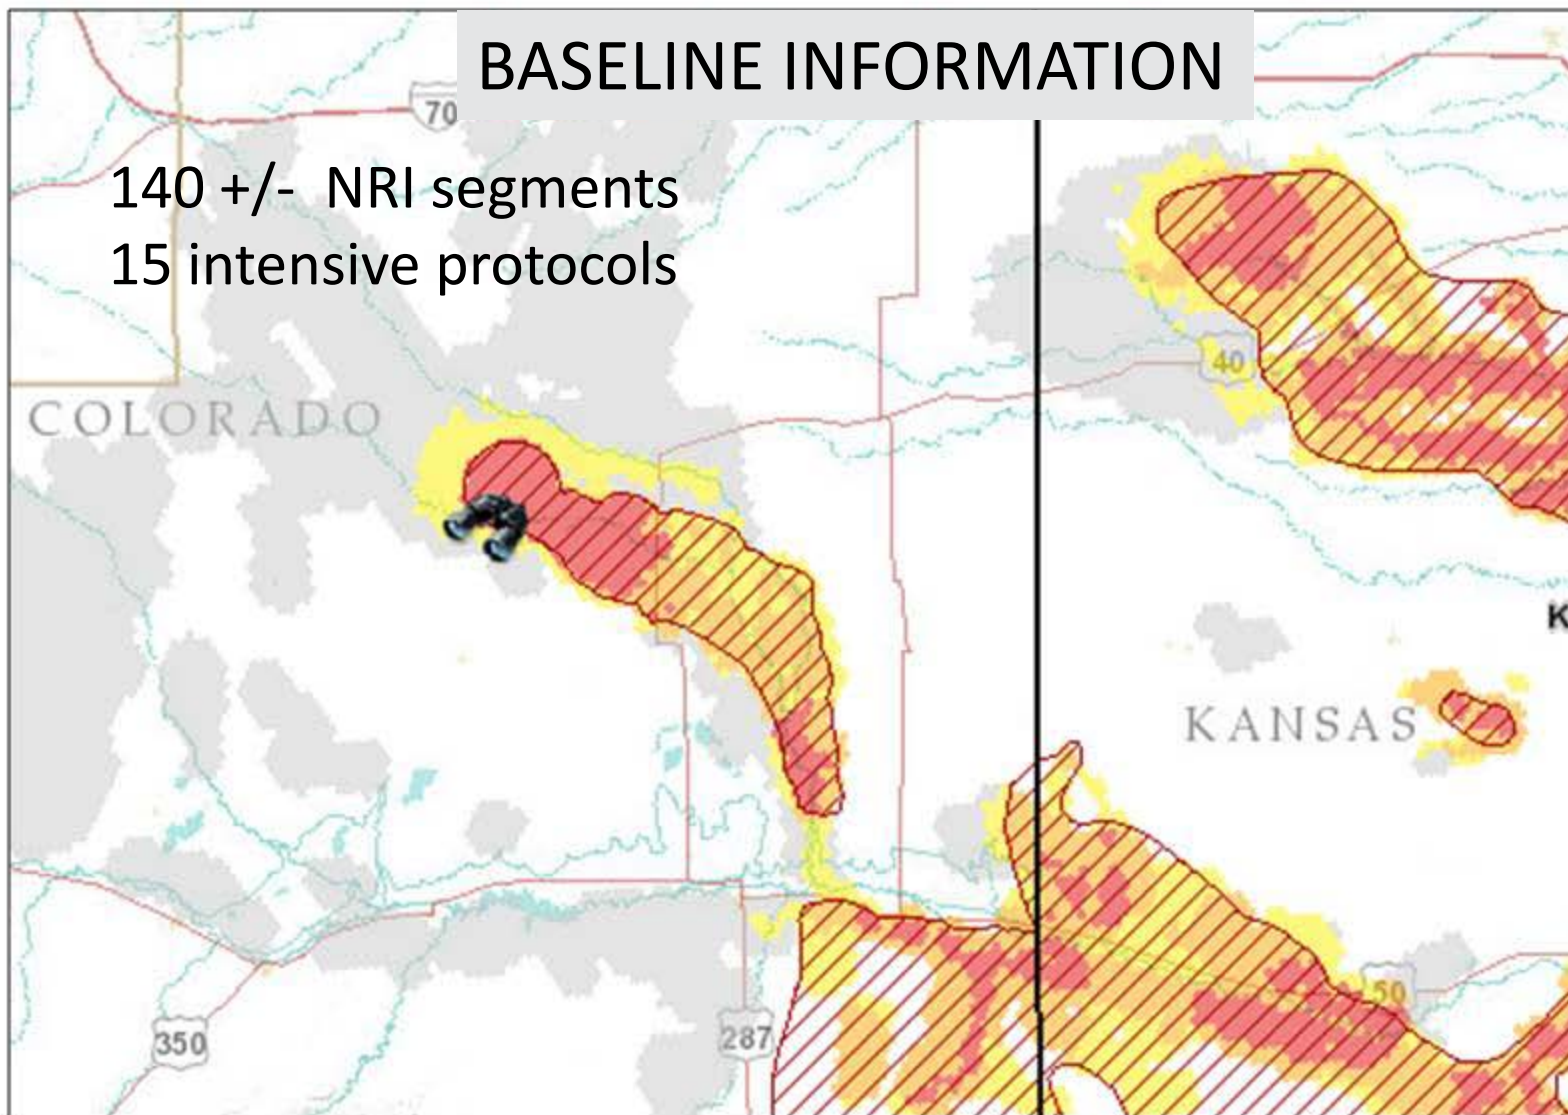 BASELINE INFORMATION
70
140 +/- NRI segments
15 intensive protocols
40
COLORADO
K
KANSAS
50
350
287